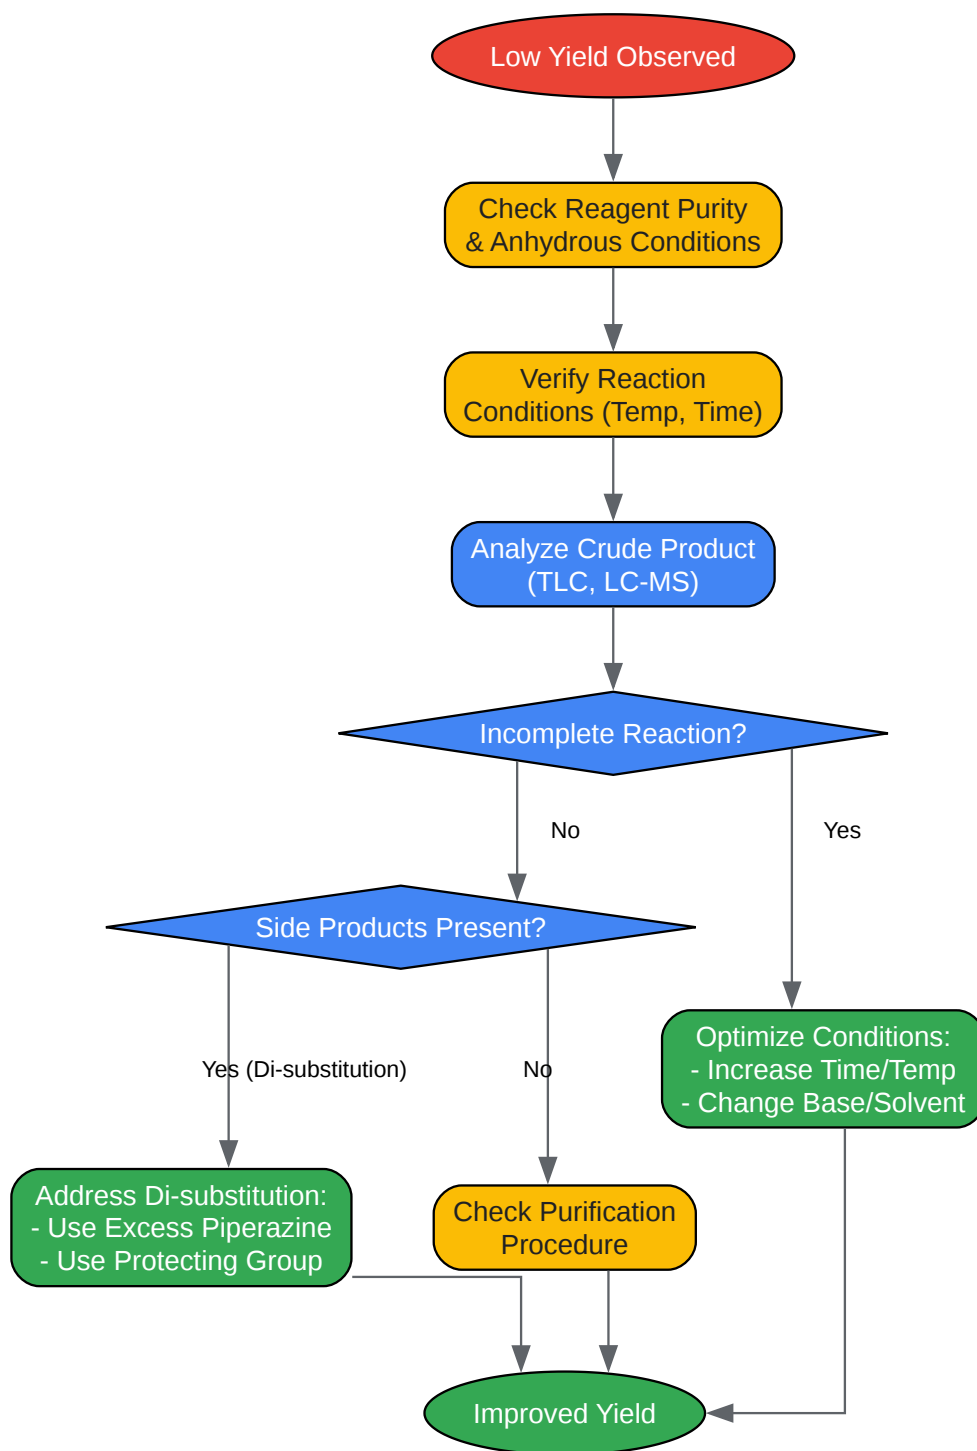 Low Yield Observed
Check Reagent Purity
& Anhydrous Conditions
Verify Reaction
Conditions (Temp, Time)
Analyze Crude Product
(TLC, LC-MS)
Incomplete Reaction?
No
Yes
Side Products Present?
Yes (Di-substitution)
No
Optimize Conditions:
- Increase Time/Temp
- Change Base/Solvent
Address Di-substitution:
- Use Excess Piperazine
- Use Protecting Group
Check Purification
Procedure
Improved Yield